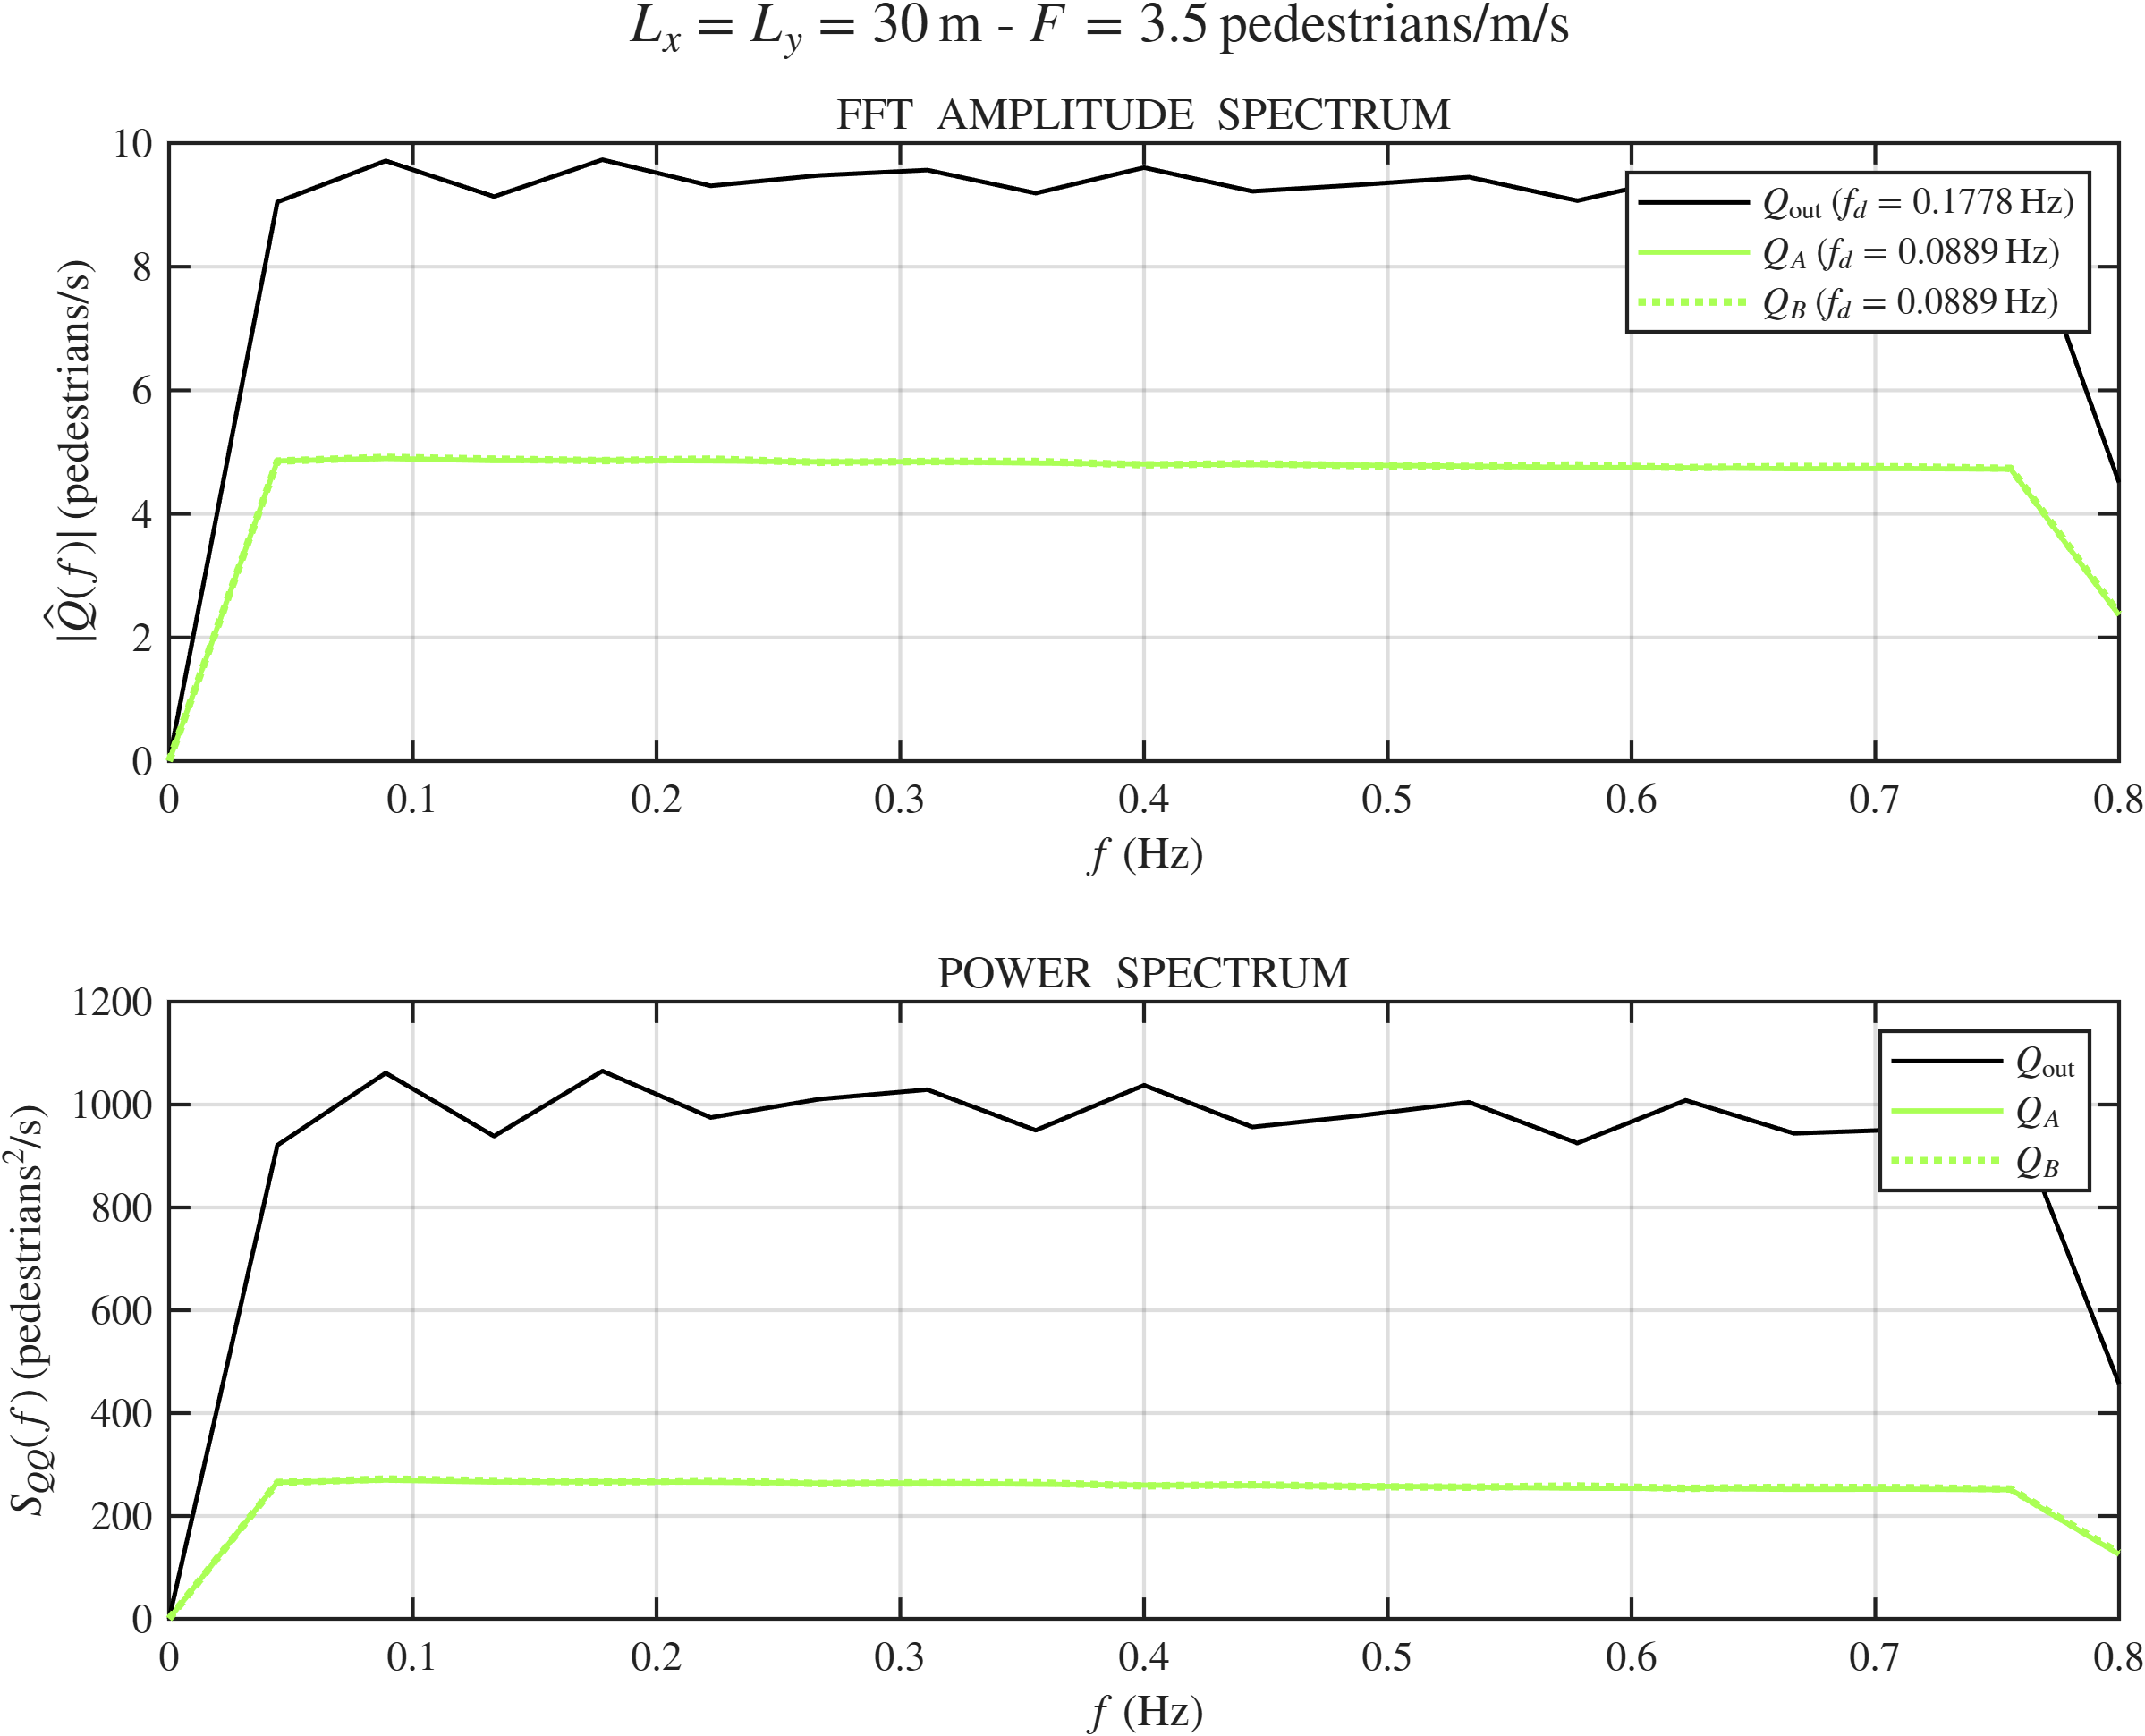 Lx = Ly = 30 m - F = 3.5 pedestrians/m/s
FFT AMPLITUDE SPECTRUM
|Q̂(f)| (pedestrians/s)
10
8
6
4
2
0
Qout (fd = 0.1778 Hz)
QA (fd = 0.0889 Hz)
QB (fd = 0.0889 Hz)
0 0.1 0.2 0.3 0.4 0.5 0.6 0.7 0.8
f (Hz)
POWER SPECTRUM
SQQ(f) (pedestrians²/s)
1200
1000
800
600
400
200
0
Qout
QA
QB
0 0.1 0.2 0.3 0.4 0.5 0.6 0.7 0.8
f (Hz)